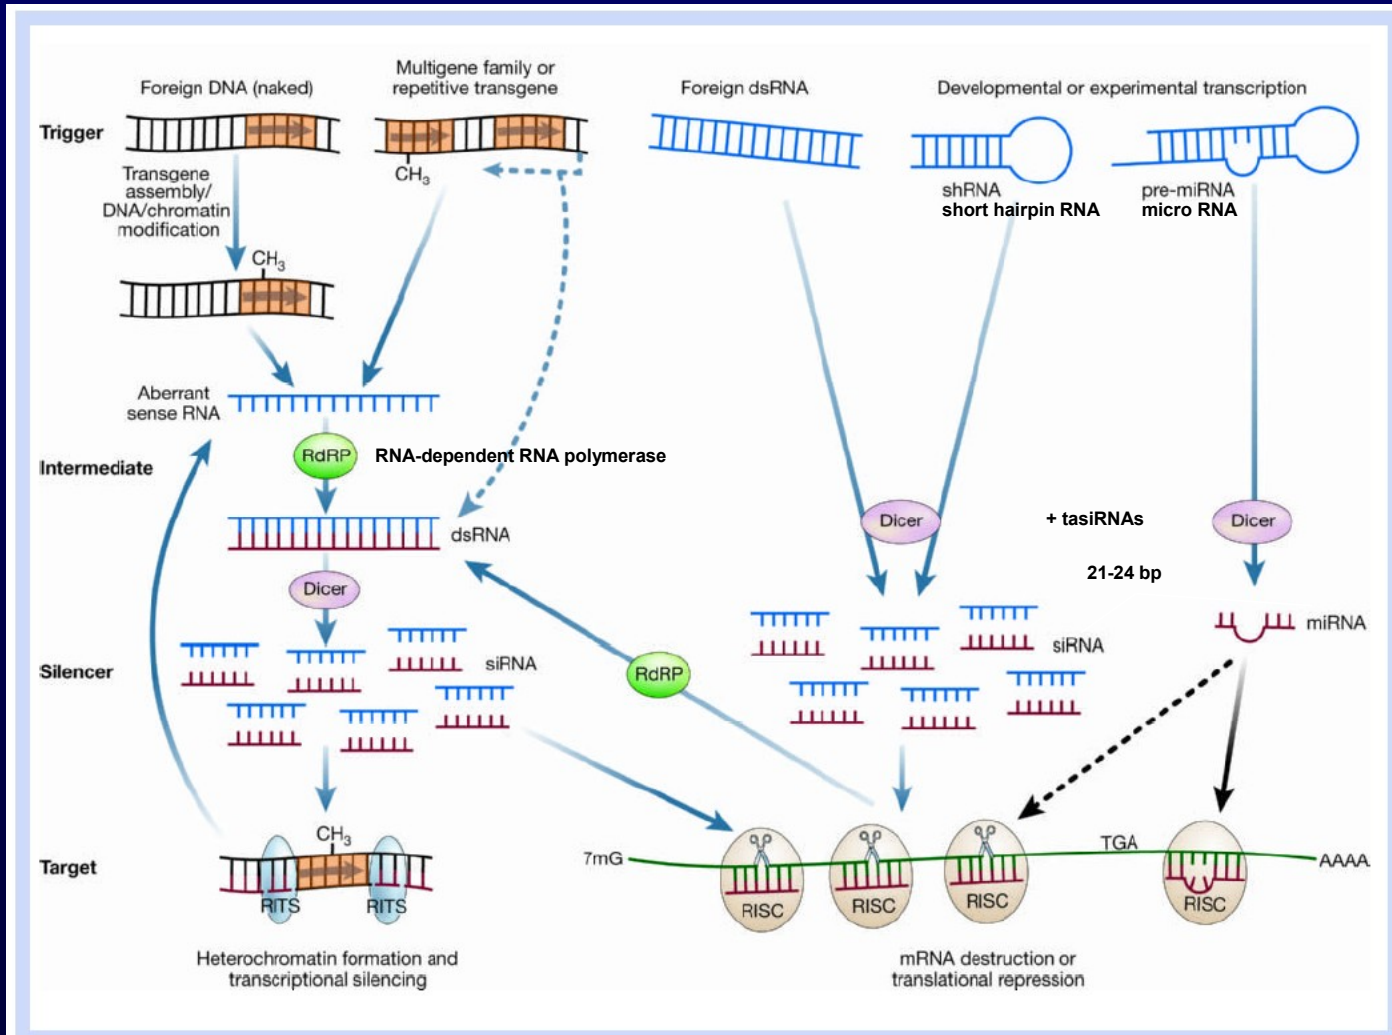 Foreign DNA (naked)
Multigene family or
repetitive transgene
Foreign dsRNA
Developmental or experimental transcription
Trigger
CH3
Transgene
assembly/
DNA/chromatin
modification
shRNA
short hairpin RNA
pre-miRNA
micro RNA
CH3
Aberrant
sense RNA
RdRP
RNA-dependent RNA polymerase
Intermediate
dsRNA
Dicer
Dicer
+ tasiRNAs
Dicer
21-24 bp
siRNA
siRNA
miRNA
Silencer
RdRP
CH3
Target
RITS
RITS
7mG
TGA
AAAA
RISC
RISC
RISC
RISC
Heterochromatin formation and
transcriptional silencing
mRNA destruction or
translational repression